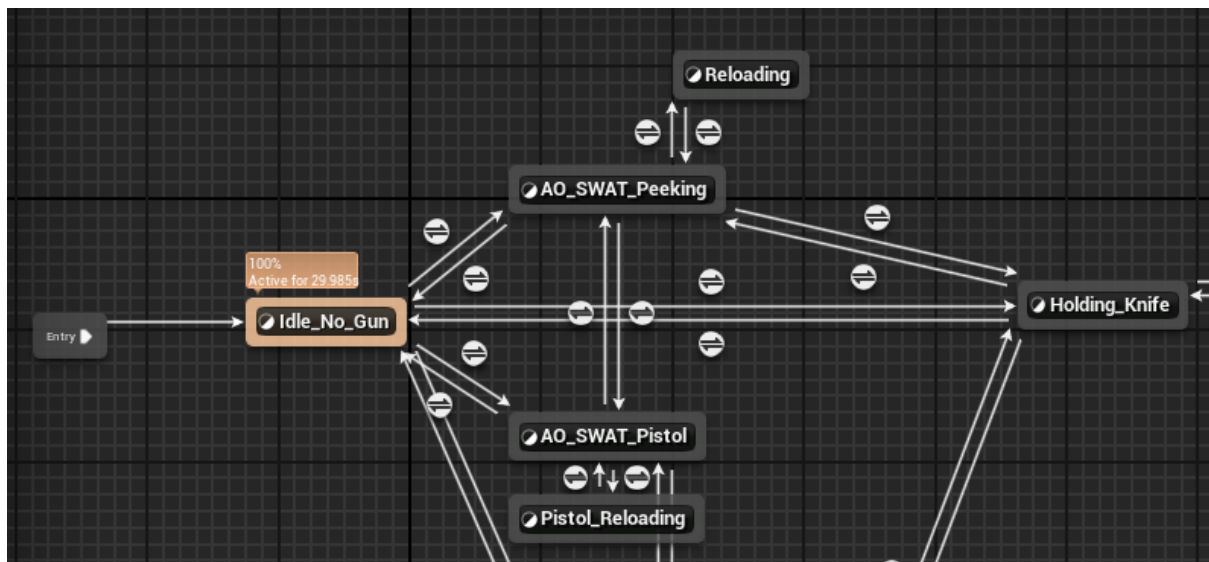 Reloading
AO_SWAT_Peeking
100%
Active for 29.985s
Idle_No_Gun
Holding_Knife
Entry
AO_SWAT_Pistol
Pistol_Reloading